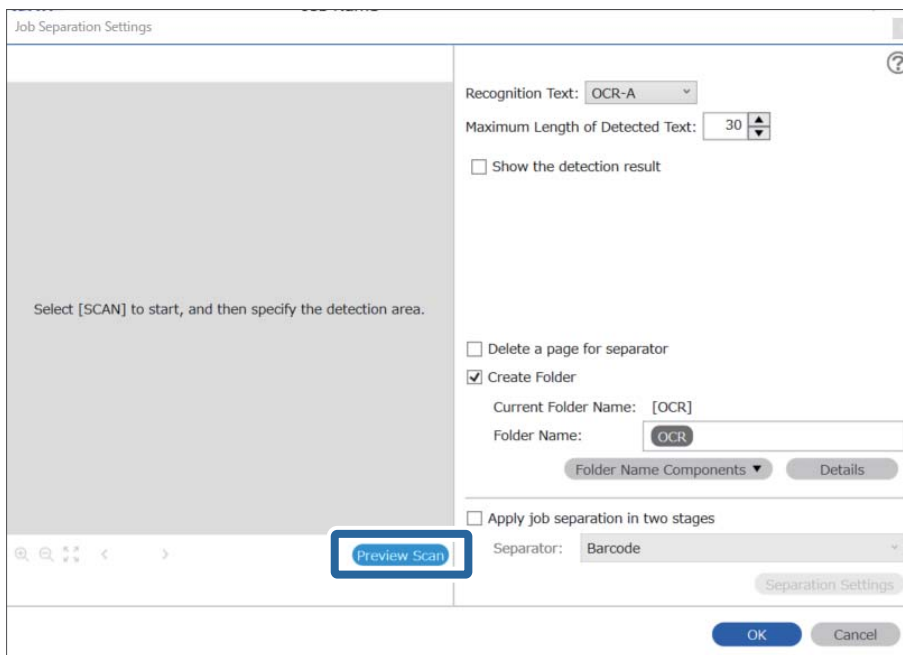 Job Separation Settings
Recognition Text: OCR-A
Maximum Length of Detected Text: 30
Show the detection result
Select [SCAN] to start, and then specify the detection area.
Delete a page for separator
Create Folder
Current Folder Name: [OCR]
Folder Name: OCR
Folder Name Components ▼ Details
Apply job separation in two stages
Preview Scan
Separator: Barcode
Separation Settings
OK Cancel